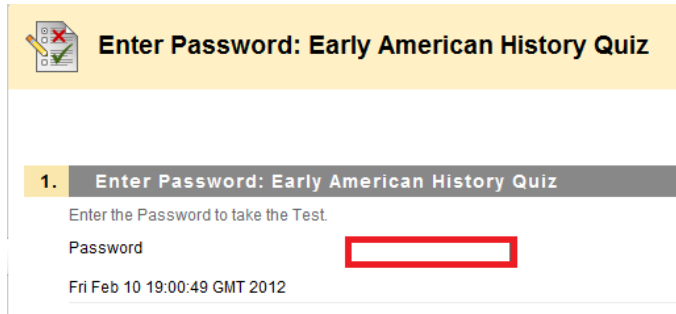 Enter Password: Early American History Quiz
1. Enter Password: Early American History Quiz
Enter the Password to take the Test.
Password
Fri Feb 10 19:00:49 GMT 2012